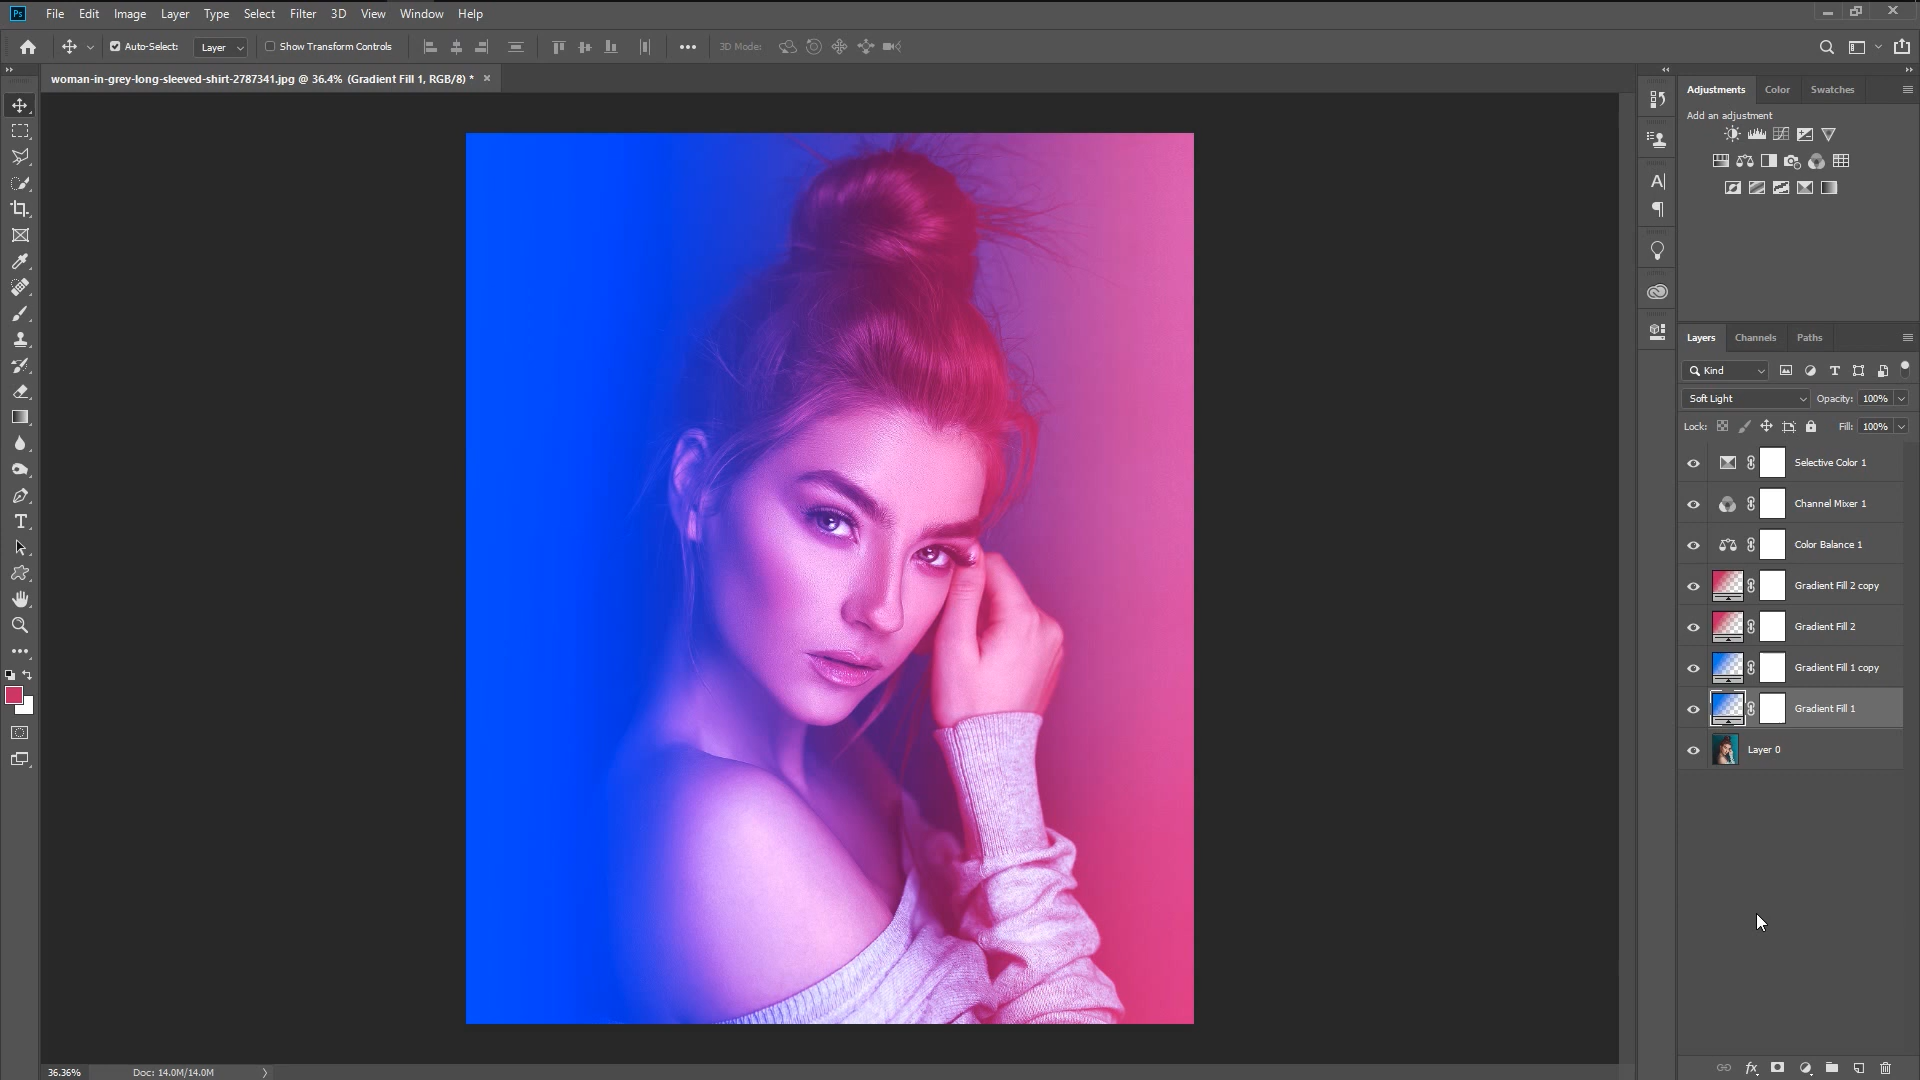 Ps File Edit Image Layer Type Select Filter 3D View Window Help
Auto-Select: Layer Show Transform Controls 3D Mode:
woman-in-grey-long-sleeved-shirt-2787341.jpg @ 36.4% (Gradient Fill 1, RGB/8) *
Adjustments Color Swatches
Add an adjustment
Layers Channels Paths
Kind
Soft Light Opacity: 100%
Lock: Fill: 100%
Selective Color 1
Channel Mixer 1
Color Balance 1
Gradient Fill 2 copy
Gradient Fill 2
Gradient Fill 1 copy
Gradient Fill 1
Layer 0
36.36% Doc: 14.0M/14.0M